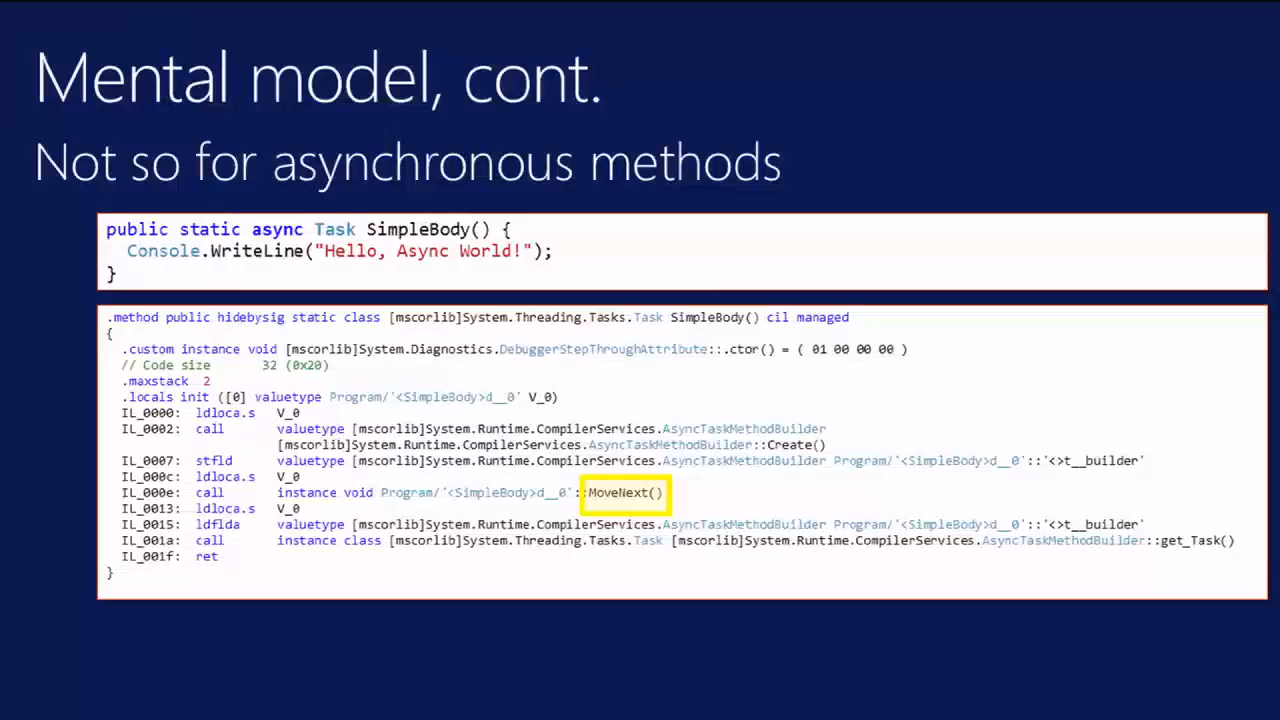 Mental model, cont.
Not so for asynchronous methods
public static async Task SimpleBody() {
  Console.WriteLine("Hello, Async World!");
}
.method public hidebysig static class [mscorlib]System.Threading.Tasks.Task SimpleBody() cil managed
{
  .custom instance void [mscorlib]System.Diagnostics.DebuggerStepThroughAttribute::.ctor() = ( 01 00 00 00 )
  // Code size       32 (0x20)
  .maxstack  2
  .locals init ([0] valuetype Program/'<SimpleBody>d__0' V_0)
  IL_0000:  ldloca.s   V_0
  IL_0002:  call       valuetype [mscorlib]System.Runtime.CompilerServices.AsyncTaskMethodBuilder
                       [mscorlib]System.Runtime.CompilerServices.AsyncTaskMethodBuilder::Create()
  IL_0007:  stfld      valuetype [mscorlib]System.Runtime.CompilerServices.AsyncTaskMethodBuilder Program/'<SimpleBody>d__0'::'<>t__builder'
  IL_000c:  ldloca.s   V_0
  IL_000e:  call       instance void Program/'<SimpleBody>d__0'::MoveNext()
  IL_0013:  ldloca.s   V_0
  IL_0015:  ldflda     valuetype [mscorlib]System.Runtime.CompilerServices.AsyncTaskMethodBuilder Program/'<SimpleBody>d__0'::'<>t__builder'
  IL_001a:  call       instance class [mscorlib]System.Threading.Tasks.Task [mscorlib]System.Runtime.CompilerServices.AsyncTaskMethodBuilder::get_Task()
  IL_001f:  ret
}